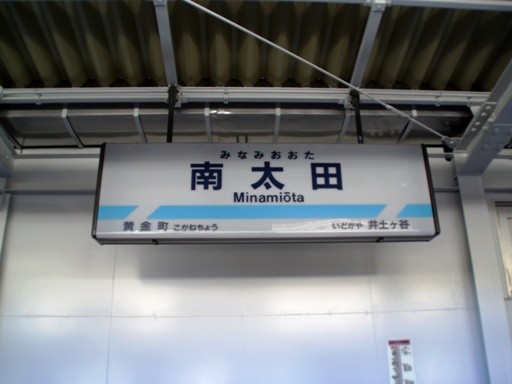 みなみおおた
南太田
Minamiōta
黄金町 こがねちょう
いどがや 井土ヶ谷